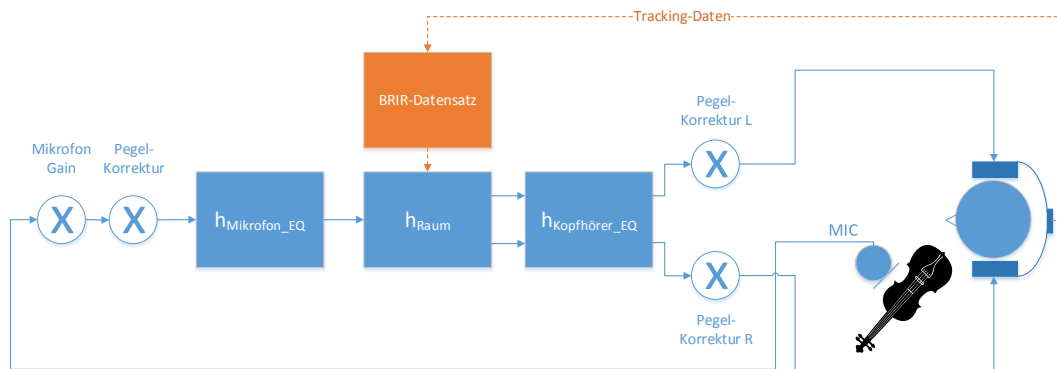 Tracking-Daten
BRIR-Datensatz
Pegel-
Korrektur L
Mikrofon
Gain
Pegel-
Korrektur
X
X
X
hMikrofon_EQ
hRaum
hKopfhörer_EQ
MIC
X
Pegel-
Korrektur R